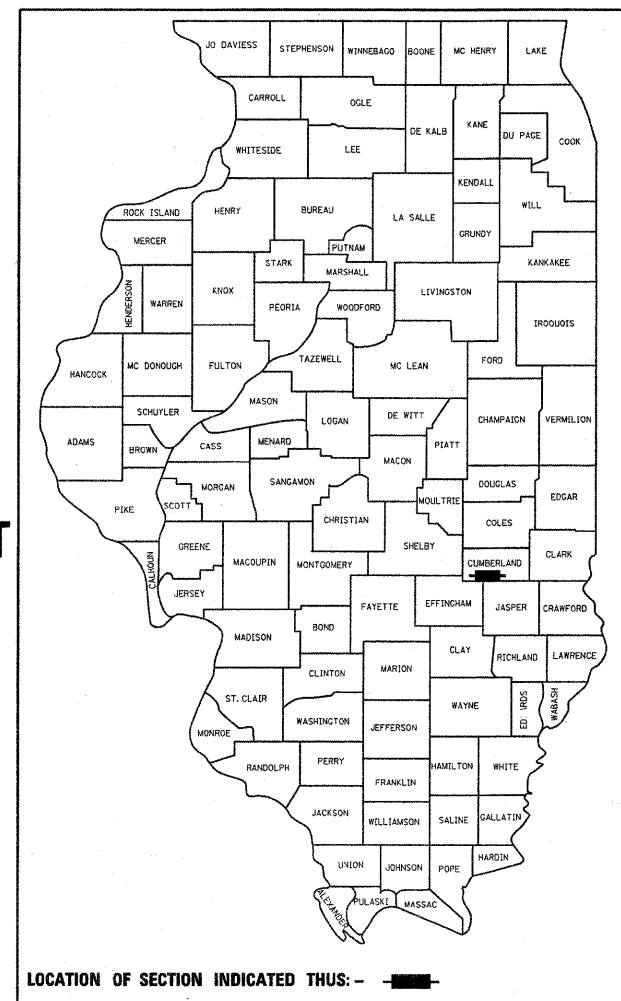 JO DAVIESS STEPHENSON WINNEBAGO BOONE MC HENRY LAKE
CARROLL OGLE DE KALB KANE DU PAGE COOK
WHITESIDE LEE
KENDALL WILL
ROCK ISLAND HENRY BUREAU LA SALLE GRUNDY
MERCER PUTNAM KANKAKEE
STARK MARSHALL
HENDERSON WARREN KNOX PEORIA WOODFORD LIVINGSTON IROQUOIS
HANCOCK MC DONOUGH FULTON TAZEWELL MC LEAN FORD
SCHUYLER MASON LOGAN DE WITT CHAMPAIGN VERMILION
ADAMS BROWN CASS MENARD PIATT
MACON
PIKE SCOTT MORGAN SANGAMON MOULTRIE DOUGLAS EDGAR
CHRISTIAN COLES
T
CALHOUN GREENE MACOUPIN MONTGOMERY SHELBY CUMBERLAND CLARK
JERSEY FAYETTE EFFINGHAM JASPER CRAWFORD
MADISON BOND
CLAY RICHLAND LAWRENCE
CLINTON MARION
ST. CLAIR WAYNE WABASH
WASHINGTON JEFFERSON
MONROE
RANDOLPH PERRY HAMILTON WHITE
FRANKLIN
JACKSON WILLIAMSON SALINE GALLATIN
UNION JOHNSON POPE HARDIN
ALEXANDER PULASKI MASSAC
LOCATION OF SECTION INDICATED THUS: -